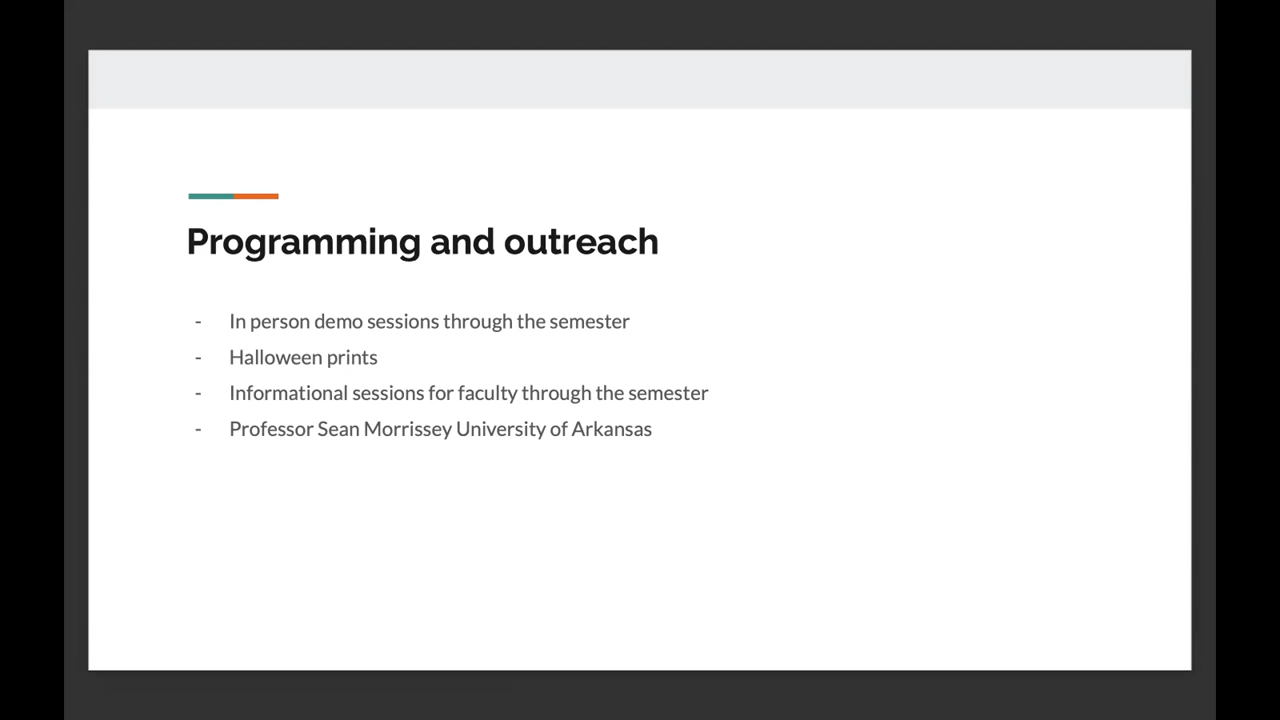 Programming and outreach
- In person demo sessions through the semester
- Halloween prints
- Informational sessions for faculty through the semester
- Professor Sean Morrissey University of Arkansas